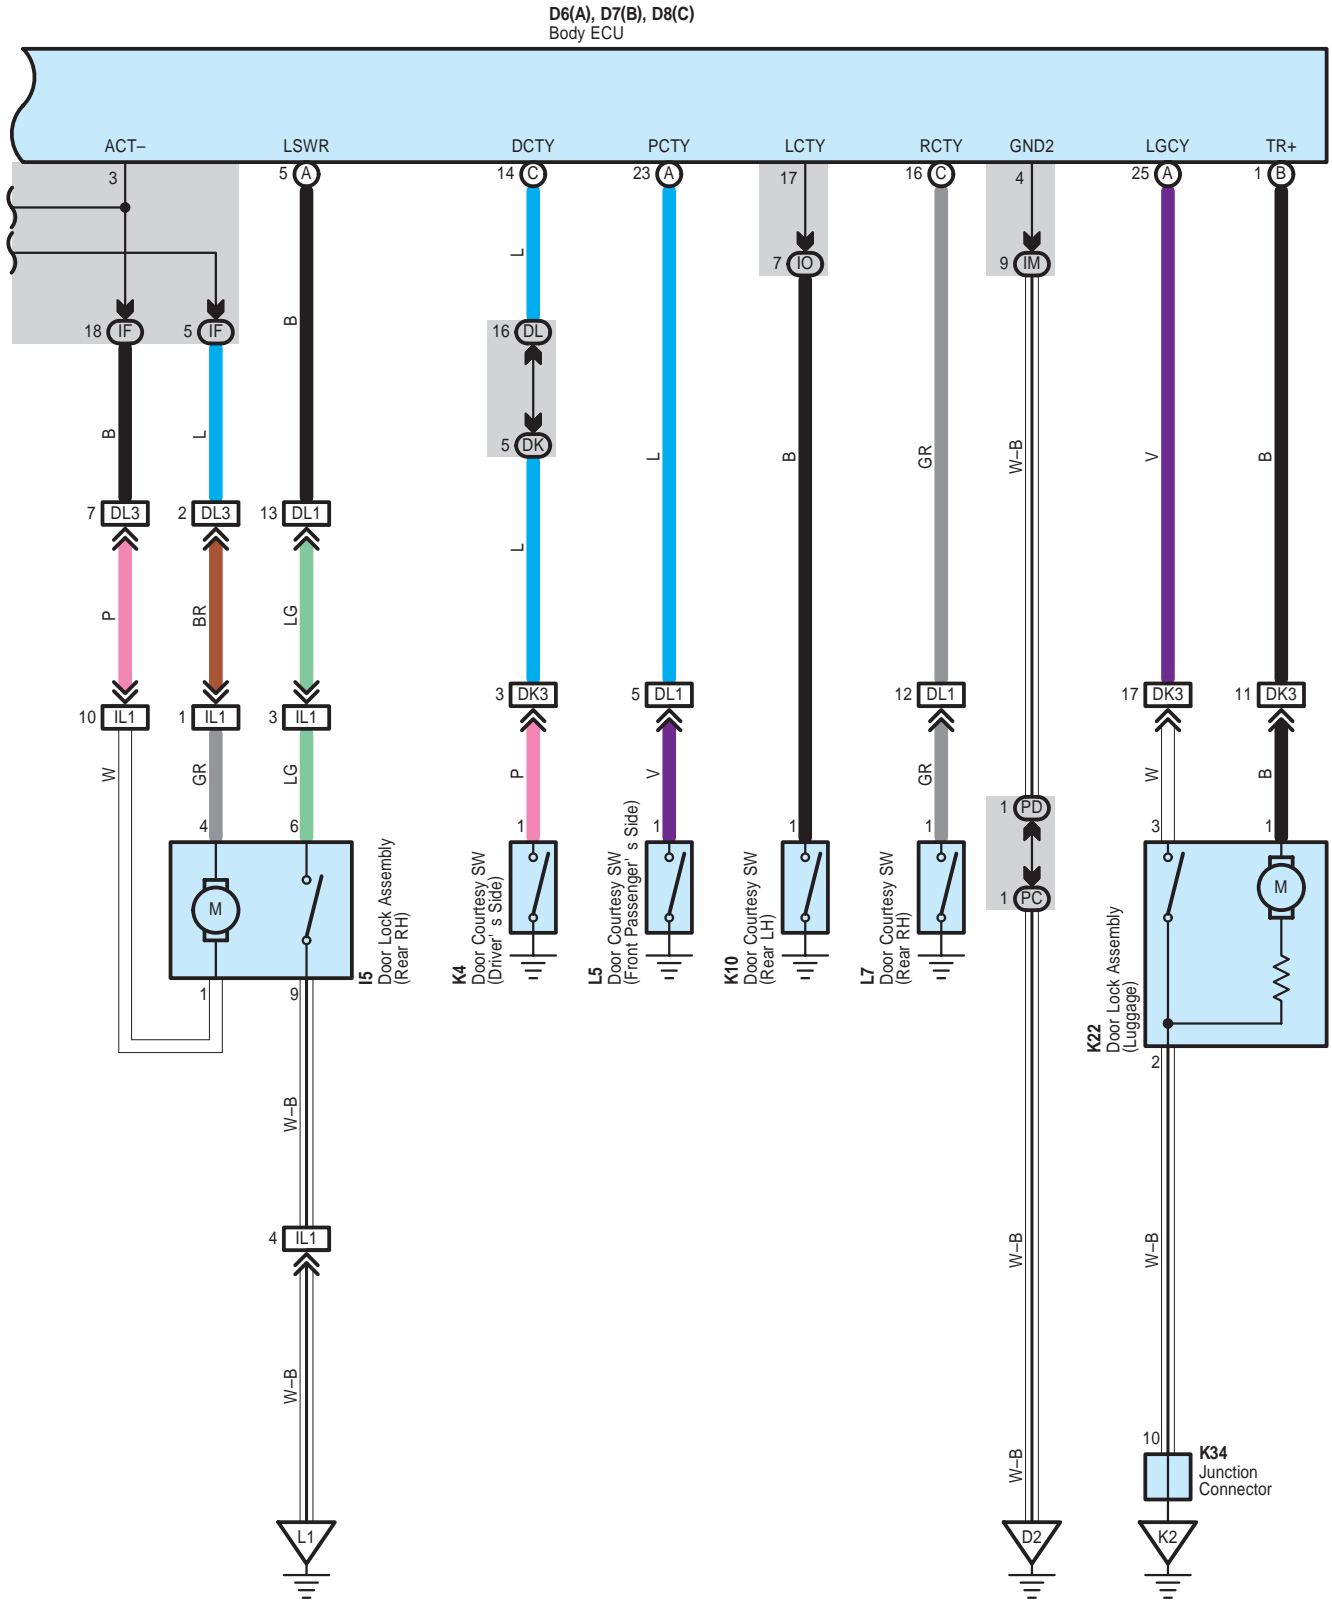 D6(A), D7(B), D8(C)
Body ECU
ACT– LSWR DCTY PCTY LCTY RCTY GND2 LGCY TR+
3 5 A 14 C 23 A 17 16 C 4 25 A 1 B
7 IO 9 IM
L B
18 IF 5 IF 16 DL
B L 5 DK L B GR W–B V B
7 DL3 2 DL3 13 DL1
L
P BR LG
3 DK3 5 DL1 12 DL1 17 DK3 11 DK3
10 IL1 1 IL1 3 IL1
W GR LG P V GR W B
1 PD
4 6 1 1 1 1 3 1
M M
1 PC
I5
Door Lock Assembly
(Rear RH)
K4
Door Courtesy SW
(Driver' s Side)
L5
Door Courtesy SW
(Front Passenger' s Side)
K10
Door Courtesy SW
(Rear LH)
L7
Door Courtesy SW
(Rear RH)
K22
Door Lock Assembly
(Luggage)
1 9
2
W–B
4 IL1 W–B W–B
W–B
10 K34
Junction
Connector
W–B
L1 D2 K2